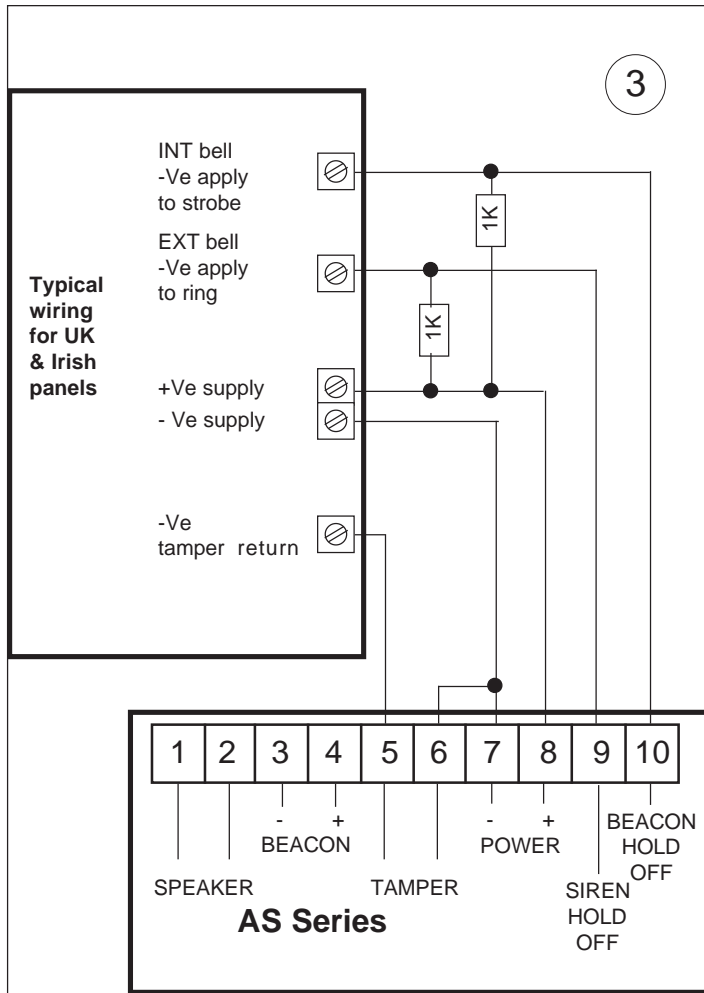 3
INT bell
-Ve apply
to strobe
EXT bell
-Ve apply
to ring
Typical
wiring
for UK
& Irish
panels
1K
1K
+Ve supply
- Ve supply
-Ve
tamper return
1 2 3 4 5 6 7 8 9 10
- + - +
BEACON POWER
BEACON
HOLD
OFF
SPEAKER TAMPER
SIREN
HOLD
OFF
AS Series